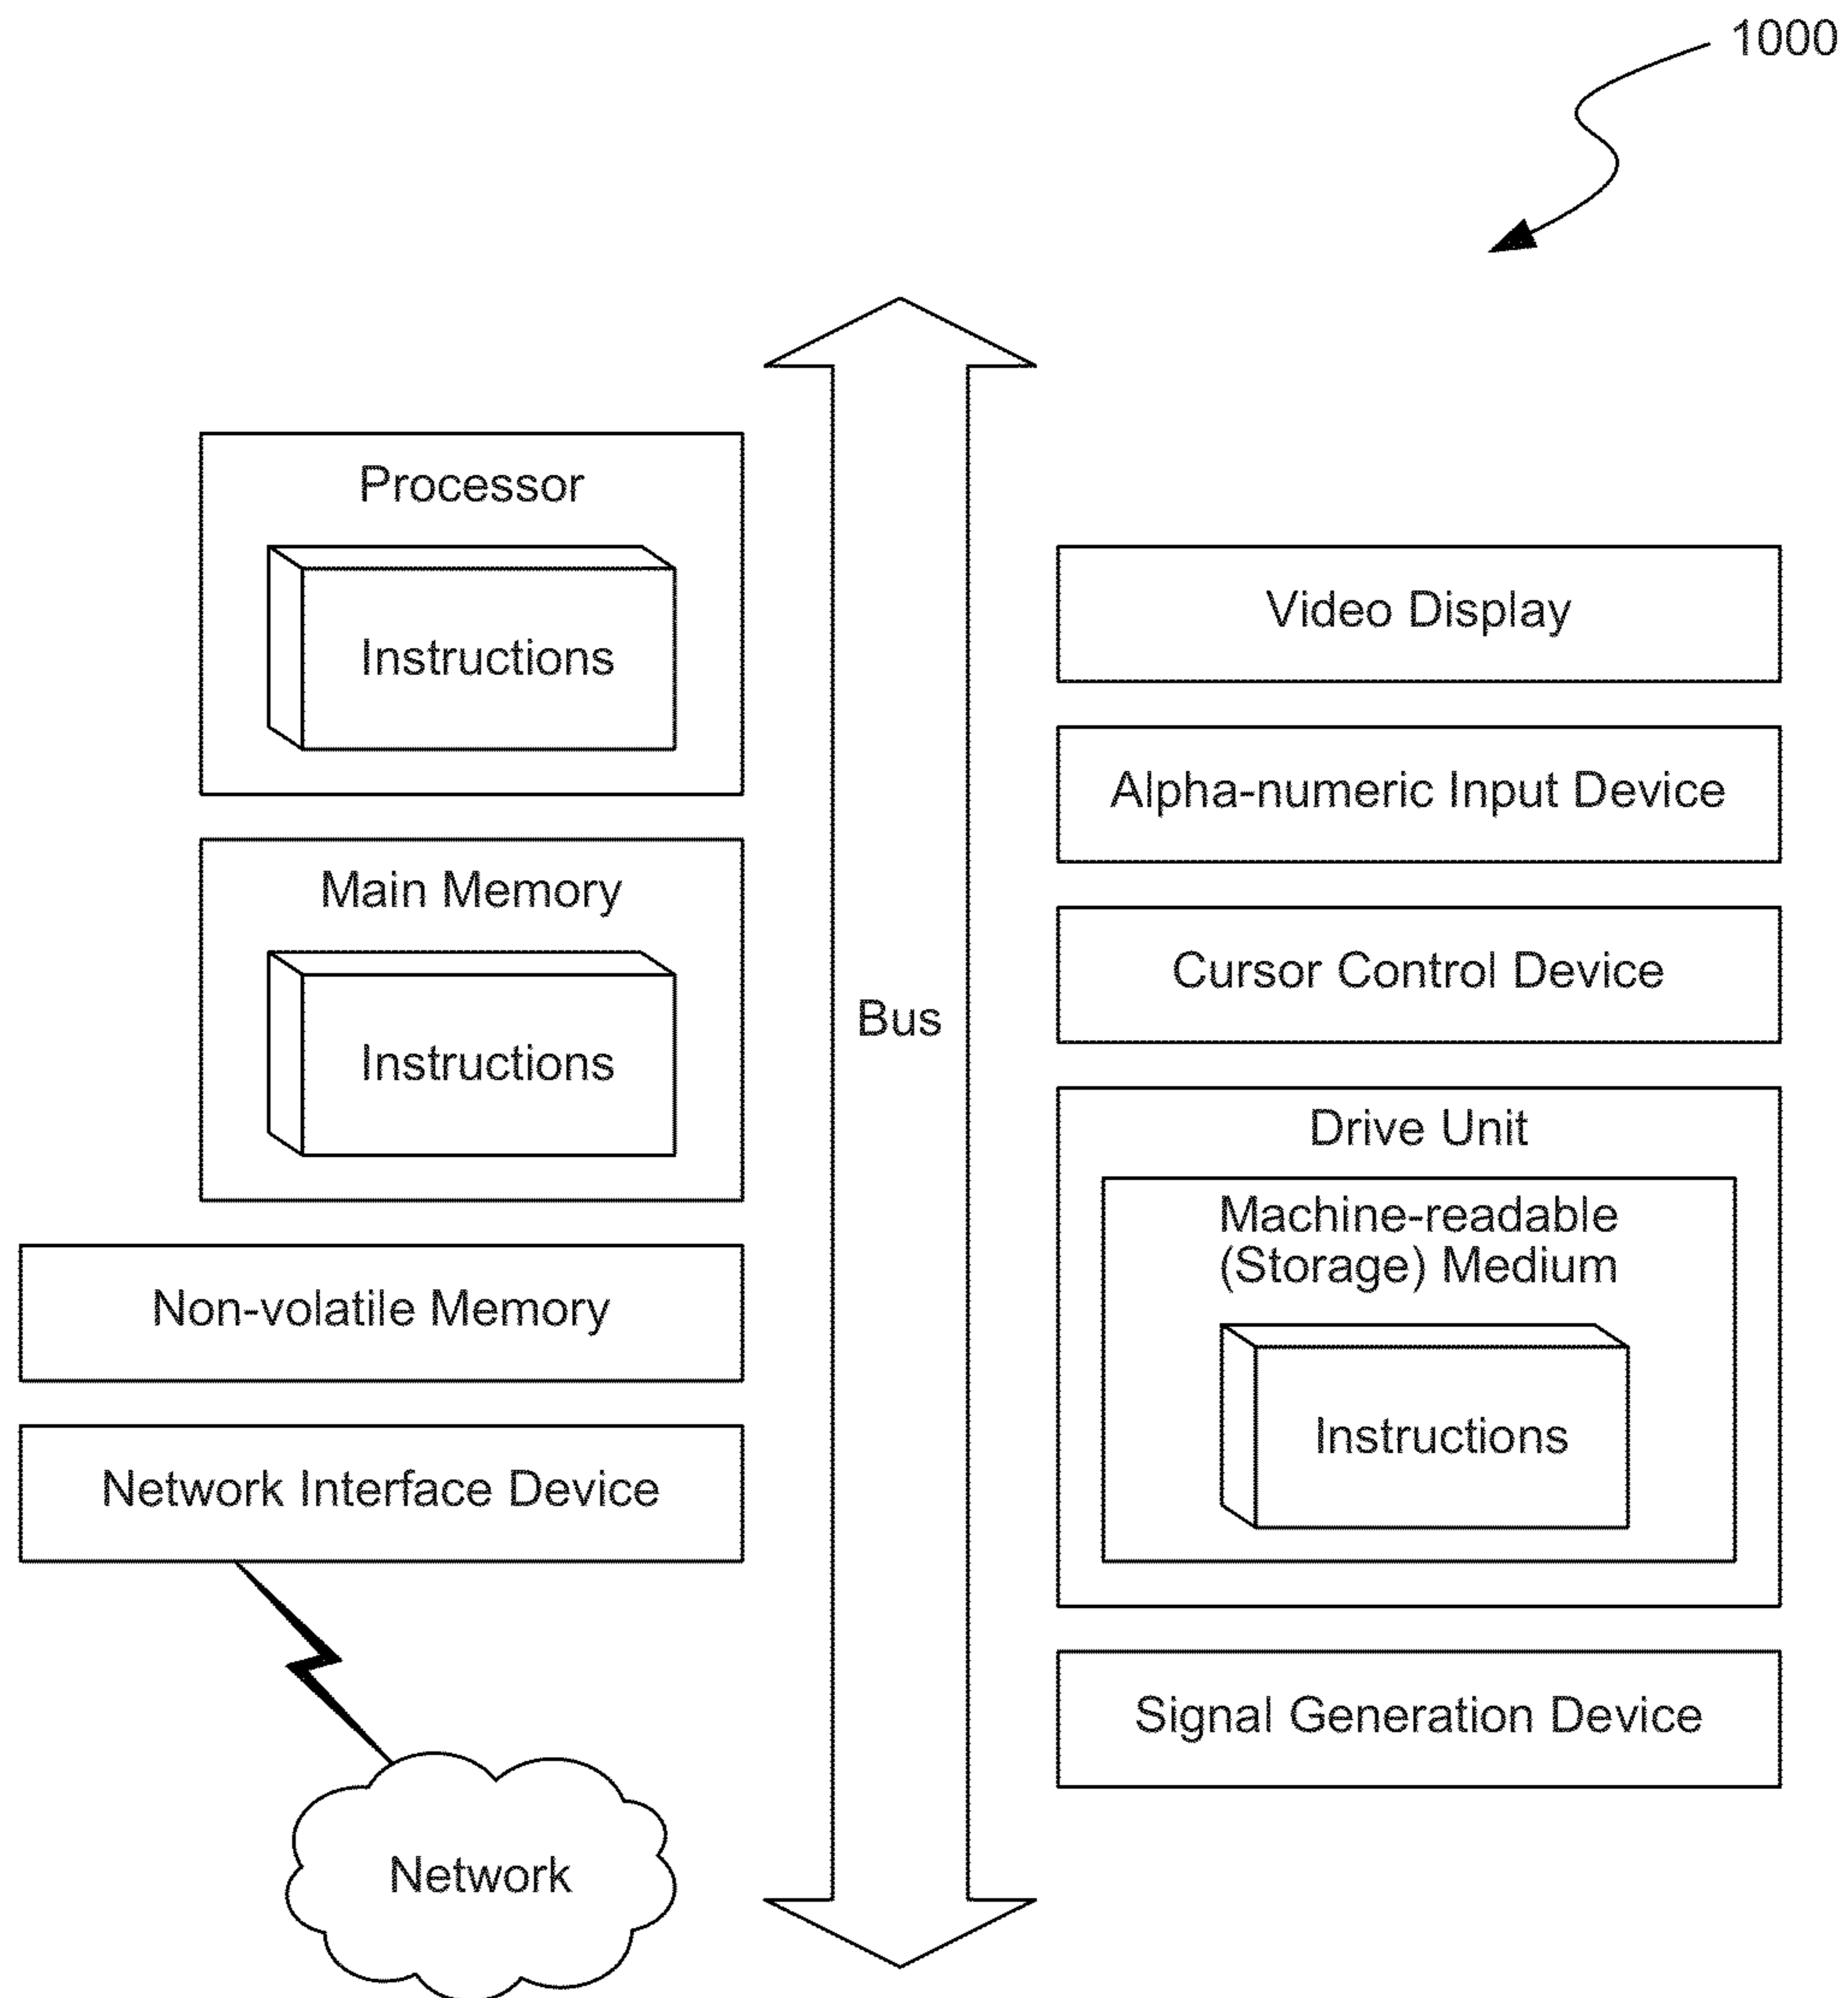 1000
Processor
Instructions
Main Memory
Instructions
Non-volatile Memory
Network Interface Device
Network
Bus
Video Display
Alpha-numeric Input Device
Cursor Control Device
Drive Unit
Machine-readable
(Storage) Medium
Instructions
Signal Generation Device